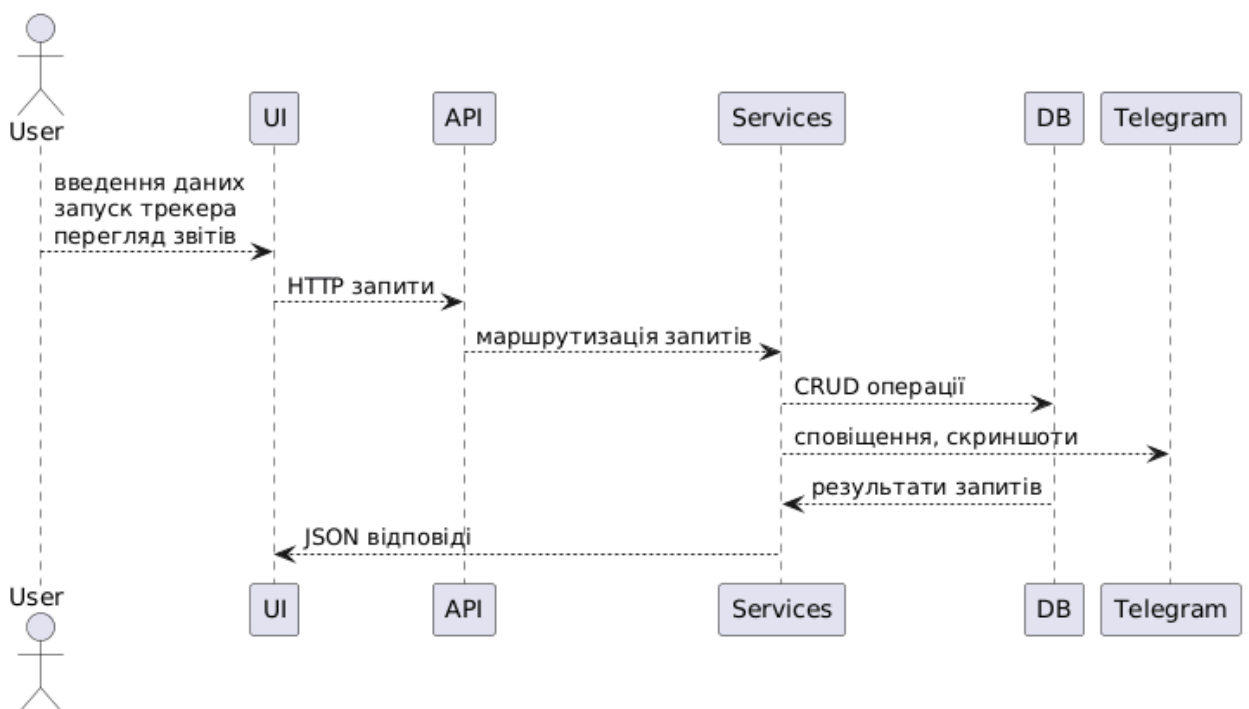 User
UI
API
Services
DB
Telegram
введення даних
запуск трекера
перегляд звітів
HTTP запити
маршрутизація запитів
CRUD операції
сповіщення, скриншоти
результати запитів
JSON відповіді
User
UI
API
Services
DB
Telegram